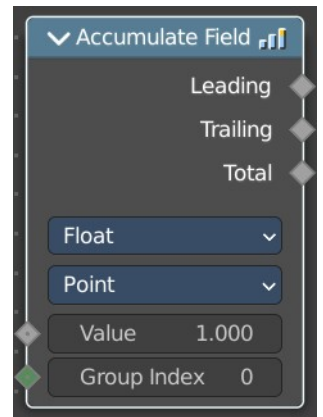 Accumulate Field
Leading
Trailing
Total
Float
Point
Value 1.000
Group Index 0